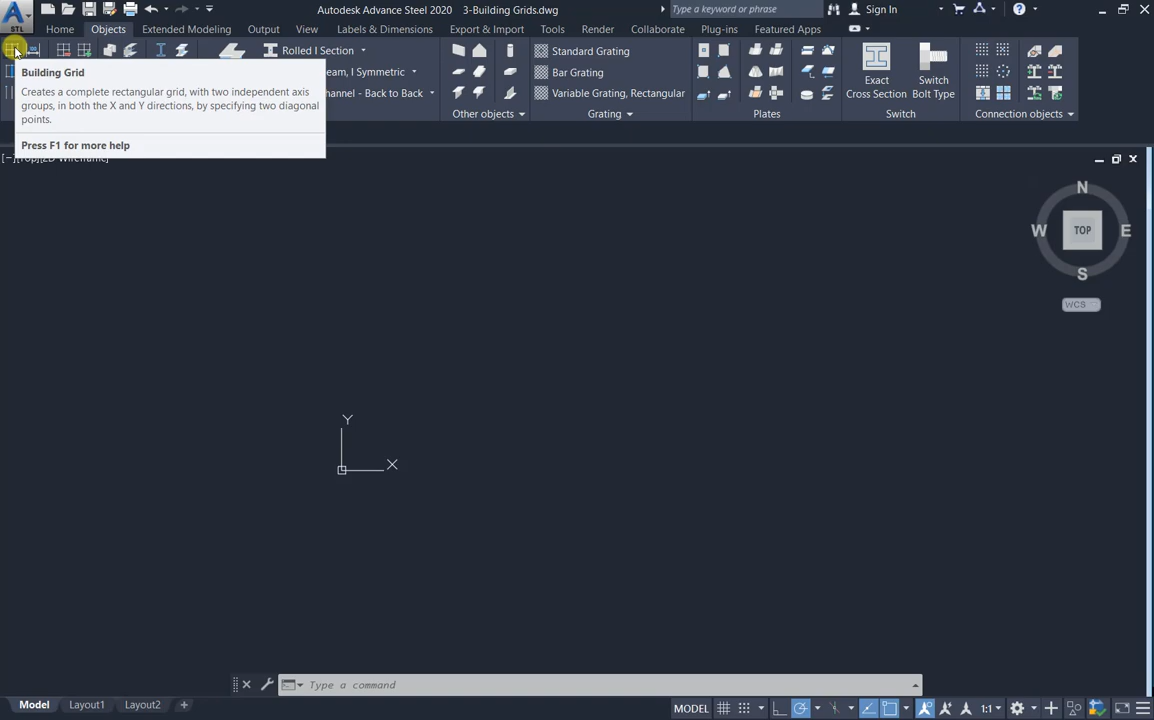 Autodesk Advance Steel 2020 3-Building Grids.dwg
Type a keyword or phrase
Sign In
STL
Home Objects Extended Modeling Output View Labels & Dimensions Export & Import Tools Render Collaborate Plug-ins Featured Apps
Rolled I Section
Standard Grating
Building Grid
eam, I Symmetric
Bar Grating
Exact
Cross Section
Switch
Bolt Type
Creates a complete rectangular grid, with two independent axis
groups, in both the X and Y directions, by specifying two diagonal
points.
hannel - Back to Back
Variable Grating, Rectangular
Other objects
Grating
Plates
Switch
Connection objects
Press F1 for more help
N
W
TOP
E
S
WCS
Y
X
Type a command
Model Layout1 Layout2 +
MODEL
1:1